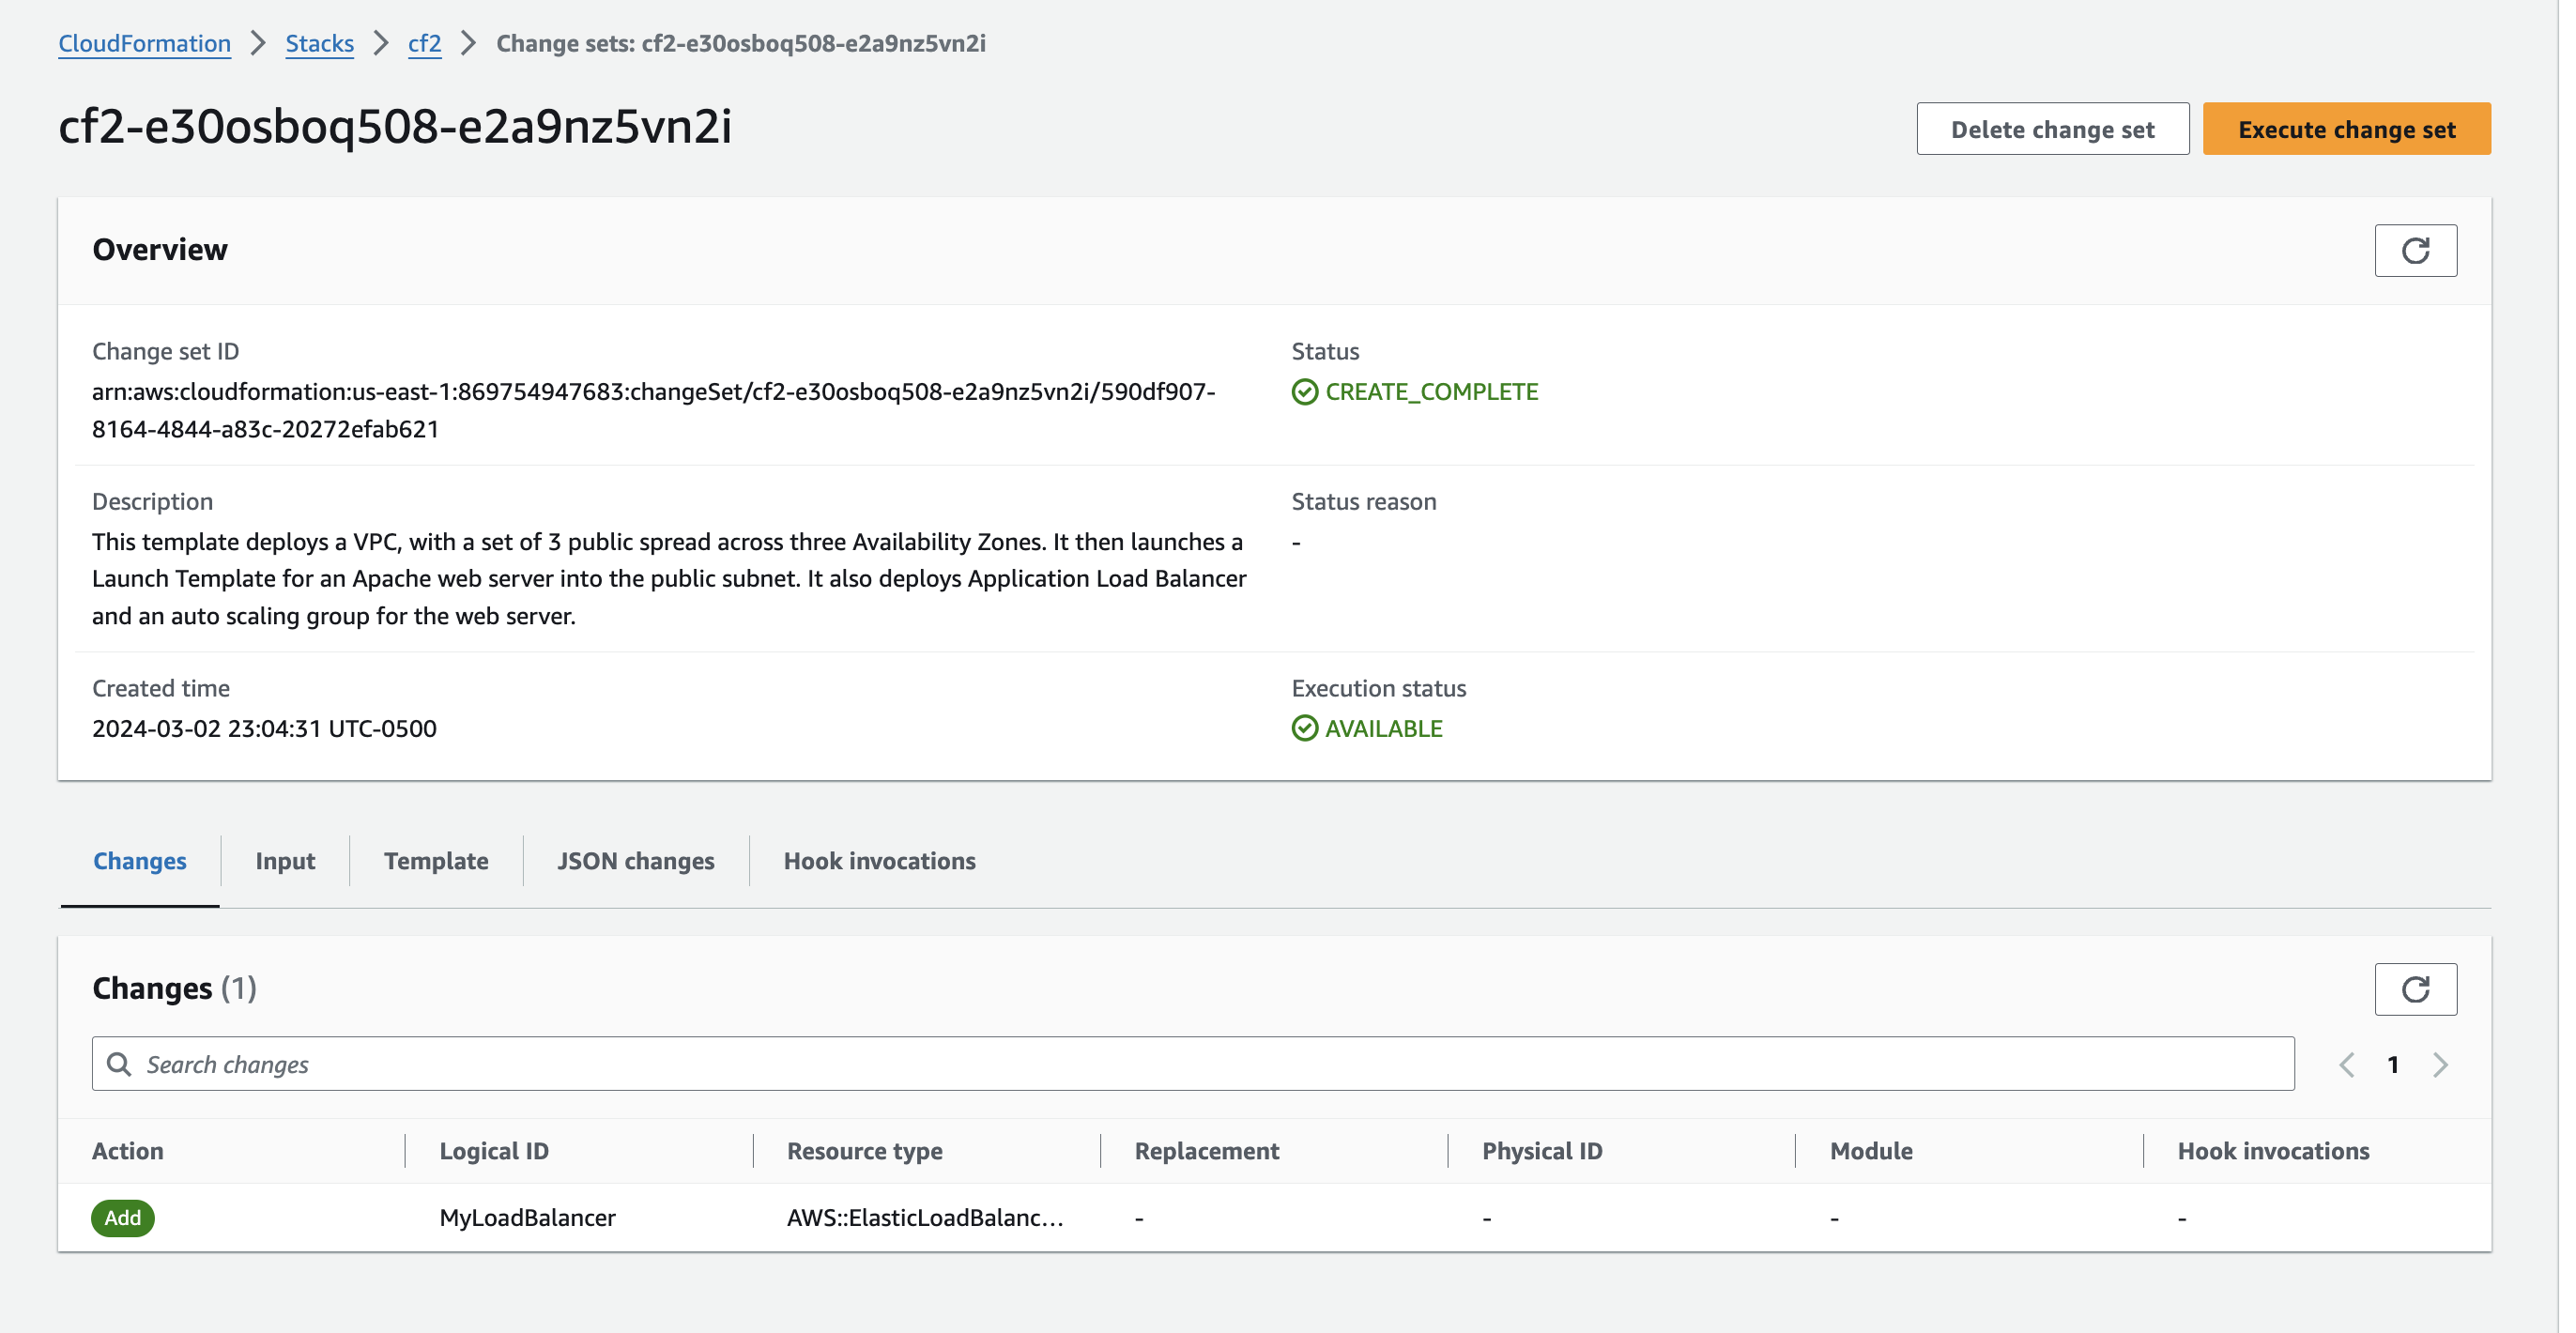 CloudFormation > Stacks > cf2 > Change sets: cf2-e30osboq508-e2a9nz5vn2i
cf2-e30osboq508-e2a9nz5vn2i
Delete change set
Execute change set
Overview
Change set ID
arn:aws:cloudformation:us-east-1:869754947683:changeSet/cf2-e30osboq508-e2a9nz5vn2i/590df907-
8164-4844-a83c-20272efab621
Status
CREATE_COMPLETE
Description
This template deploys a VPC, with a set of 3 public spread across three Availability Zones. It then launches a
Launch Template for an Apache web server into the public subnet. It also deploys Application Load Balancer
and an auto scaling group for the web server.
Status reason
-
Created time
2024-03-02 23:04:31 UTC-0500
Execution status
AVAILABLE
Changes Input Template JSON changes Hook invocations
Changes (1)
Search changes
1
Action Logical ID Resource type Replacement Physical ID Module Hook invocations
Add MyLoadBalancer AWS::ElasticLoadBalanc... - - - -